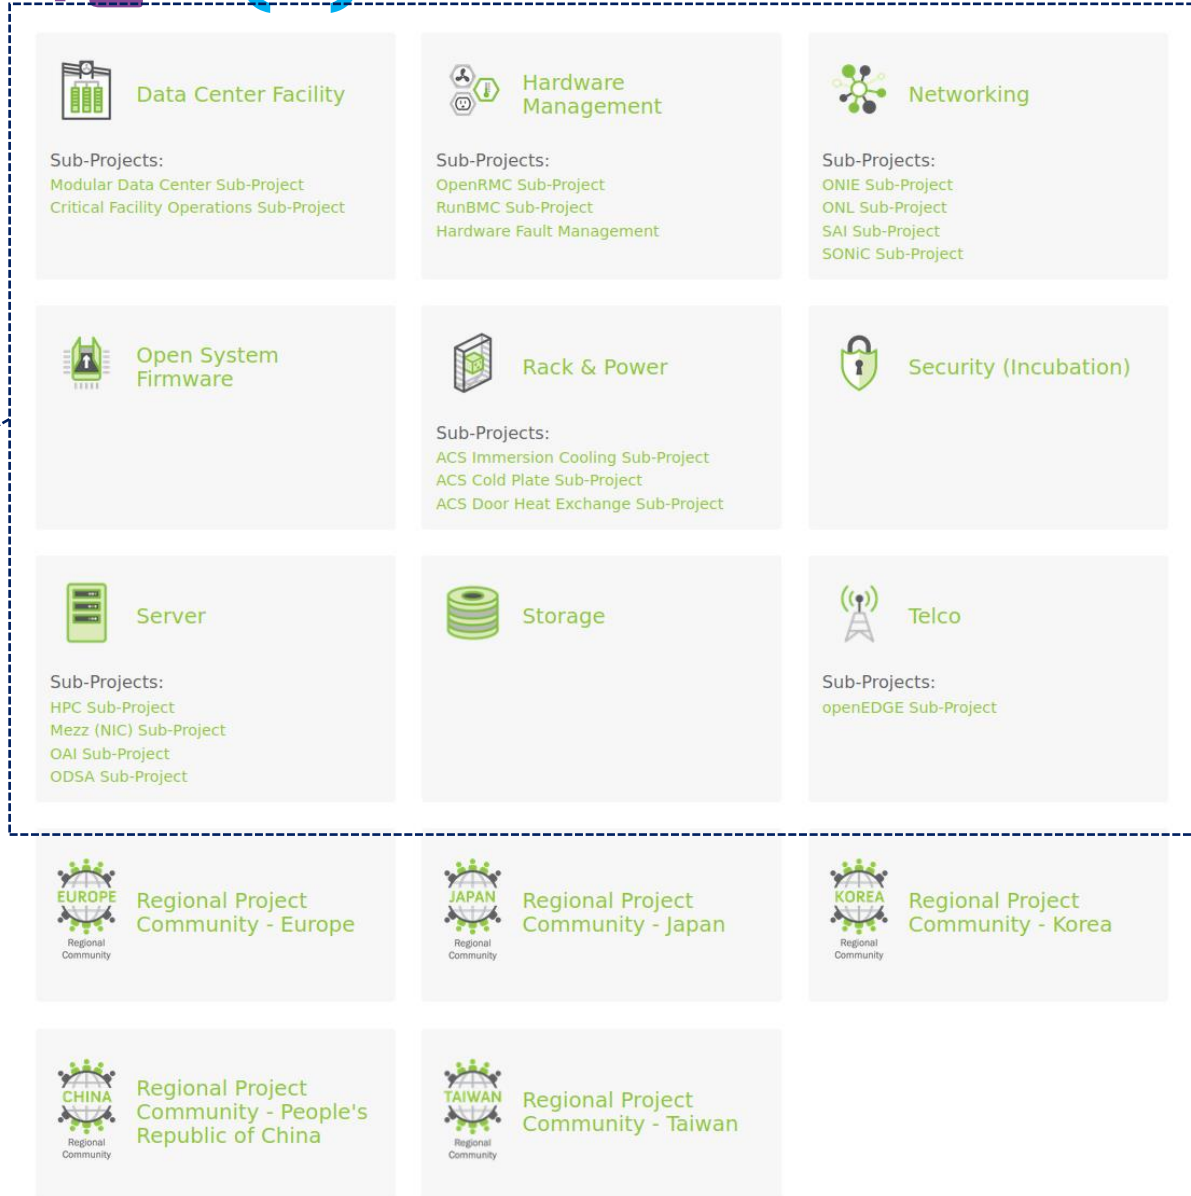 Data Center Facility
Sub-Projects:
Modular Data Center Sub-Project
Critical Facility Operations Sub-Project
Hardware
Management
Sub-Projects:
OpenRMC Sub-Project
RunBMC Sub-Project
Hardware Fault Management
Networking
Sub-Projects:
ONIE Sub-Project
ONL Sub-Project
SAI Sub-Project
SONiC Sub-Project
Open System
Firmware
Rack & Power
Sub-Projects:
ACS Immersion Cooling Sub-Project
ACS Cold Plate Sub-Project
ACS Door Heat Exchange Sub-Project
Security (Incubation)
Server
Sub-Projects:
HPC Sub-Project
Mezz (NIC) Sub-Project
OAI Sub-Project
ODSA Sub-Project
Storage
Telco
Sub-Projects:
openEDGE Sub-Project
EUROPE
Regional
Community
Regional Project
Community - Europe
JAPAN
Regional
Community
Regional Project
Community - Japan
KOREA
Regional
Community
Regional Project
Community - Korea
CHINA
Regional
Community
Regional Project
Community - People's
Republic of China
TAIWAN
Regional
Community
Regional Project
Community - Taiwan